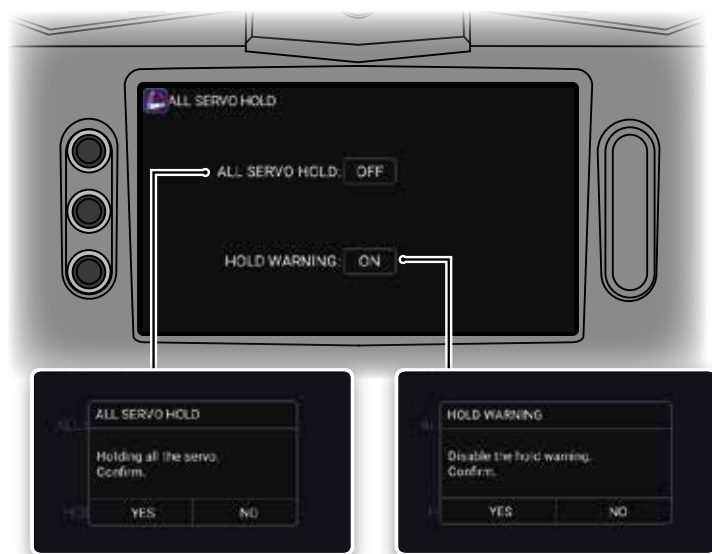 ALL SERVO HOLD
ALL SERVO HOLD: OFF
HOLD WARNING: ON
ALL SERVO HOLD
Holding all the servo.
Confirm.
YES NO
HOLD WARNING
Disable the hold warning.
Confirm.
YES NO